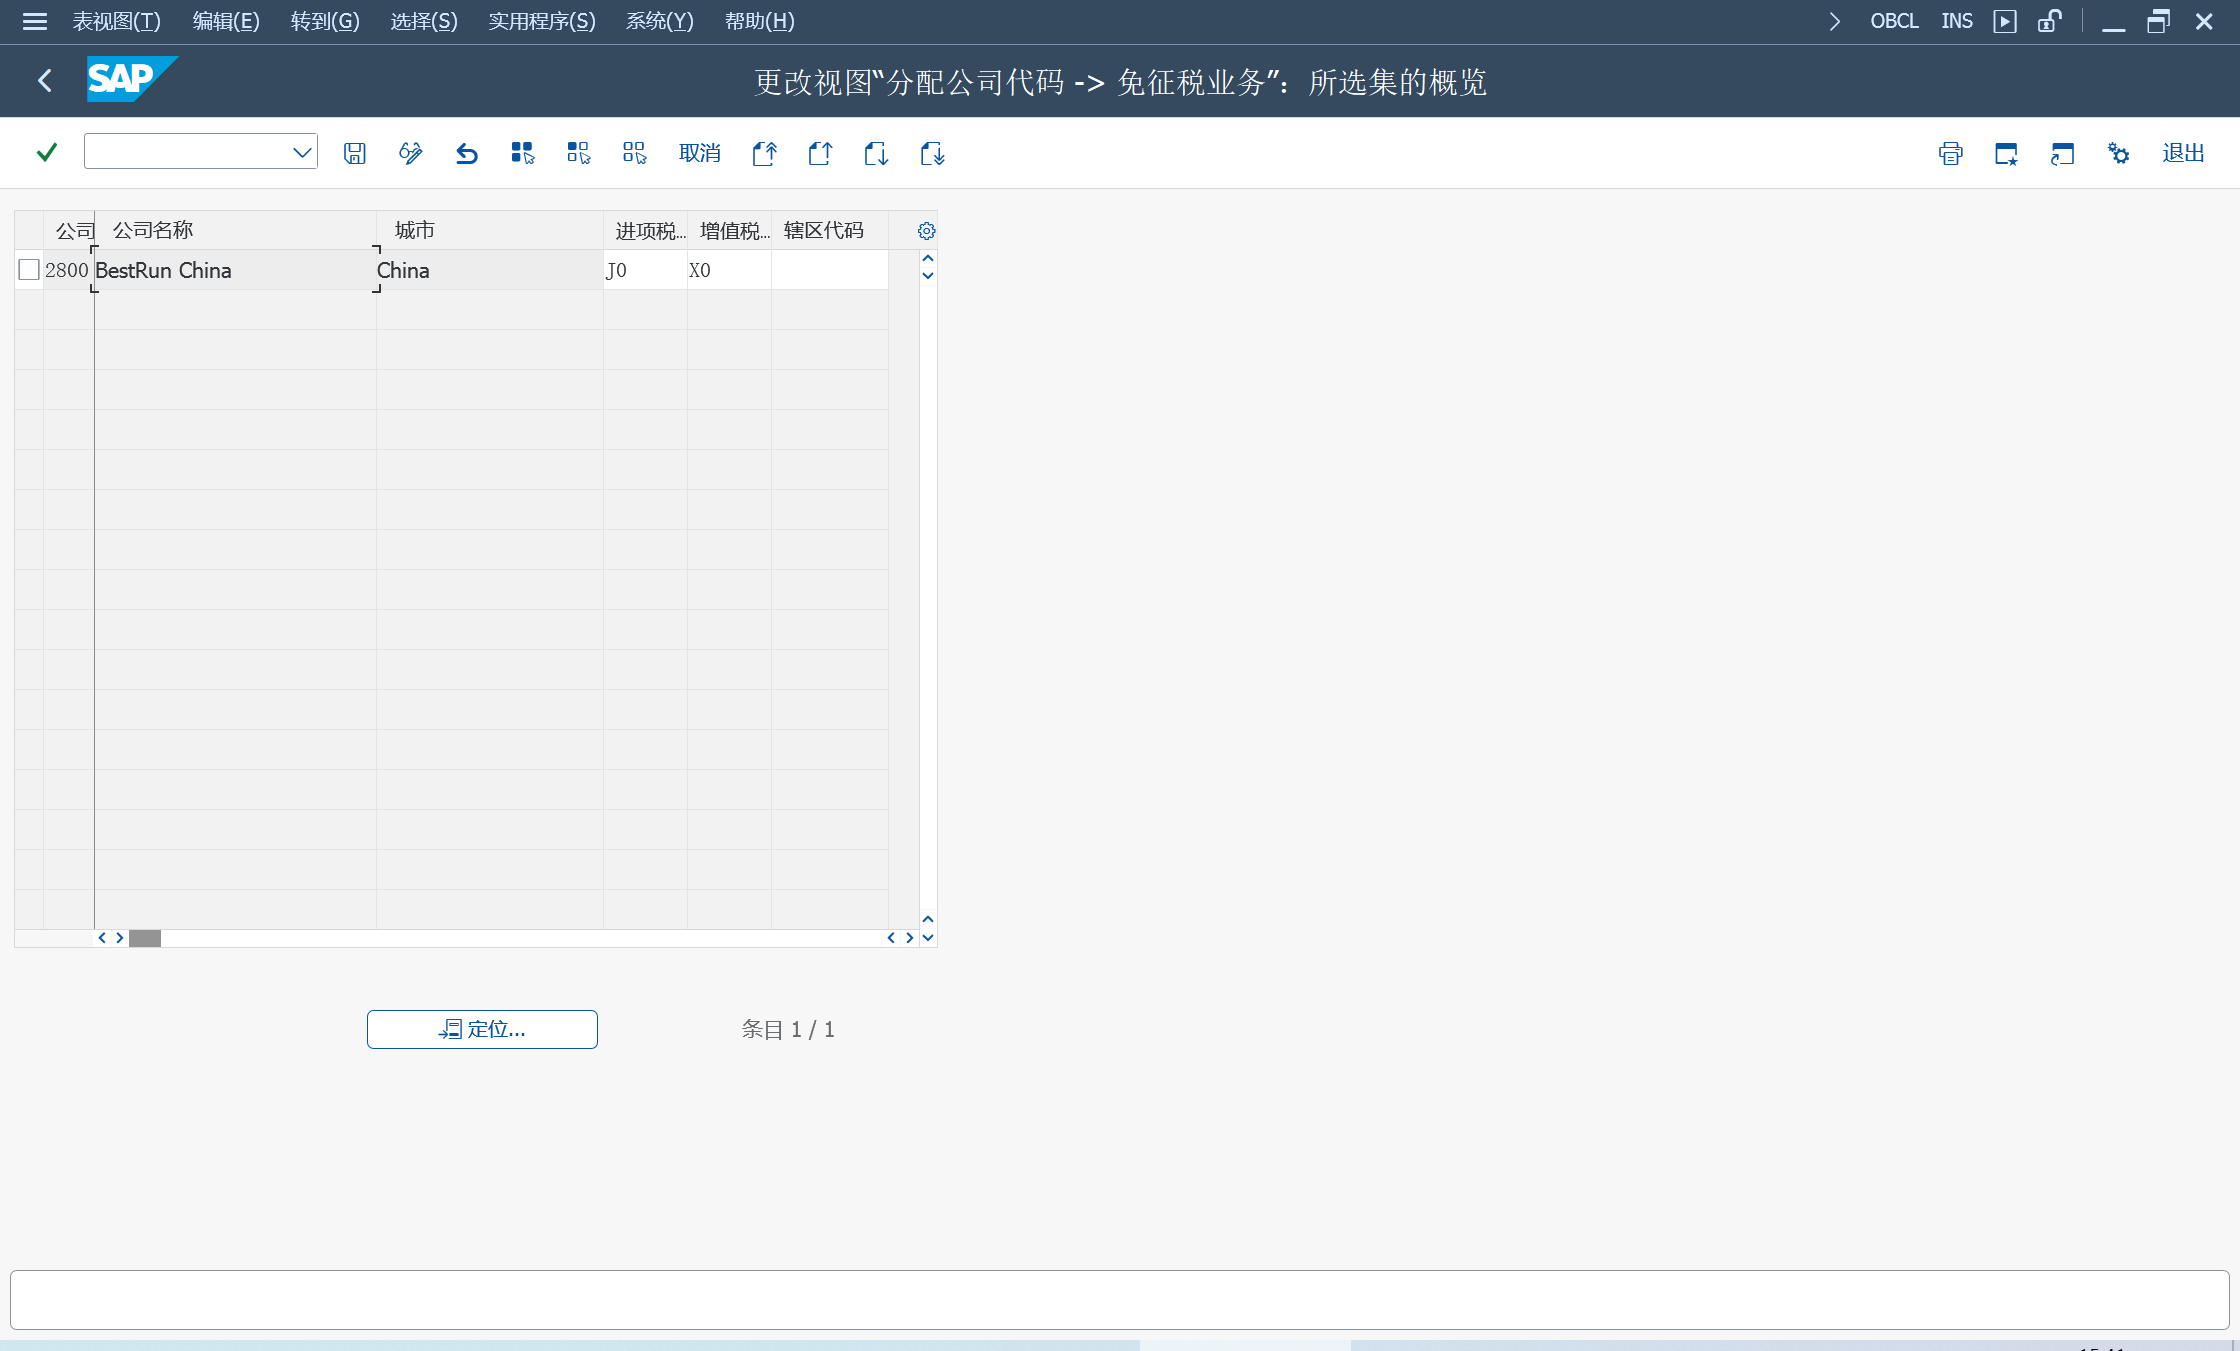 表视图(T) 编辑(E) 转到(G) 选择(S) 实用程序(S) 系统(Y) 帮助(H) OBCL INS
SAP 更改视图“分配公司代码 -> 免征税业务”：所选集的概览
取消 退出
公司 公司名称 城市 进项税... 增值税... 辖区代码
2800 BestRun China China J0 X0
定位... 条目 1 / 1